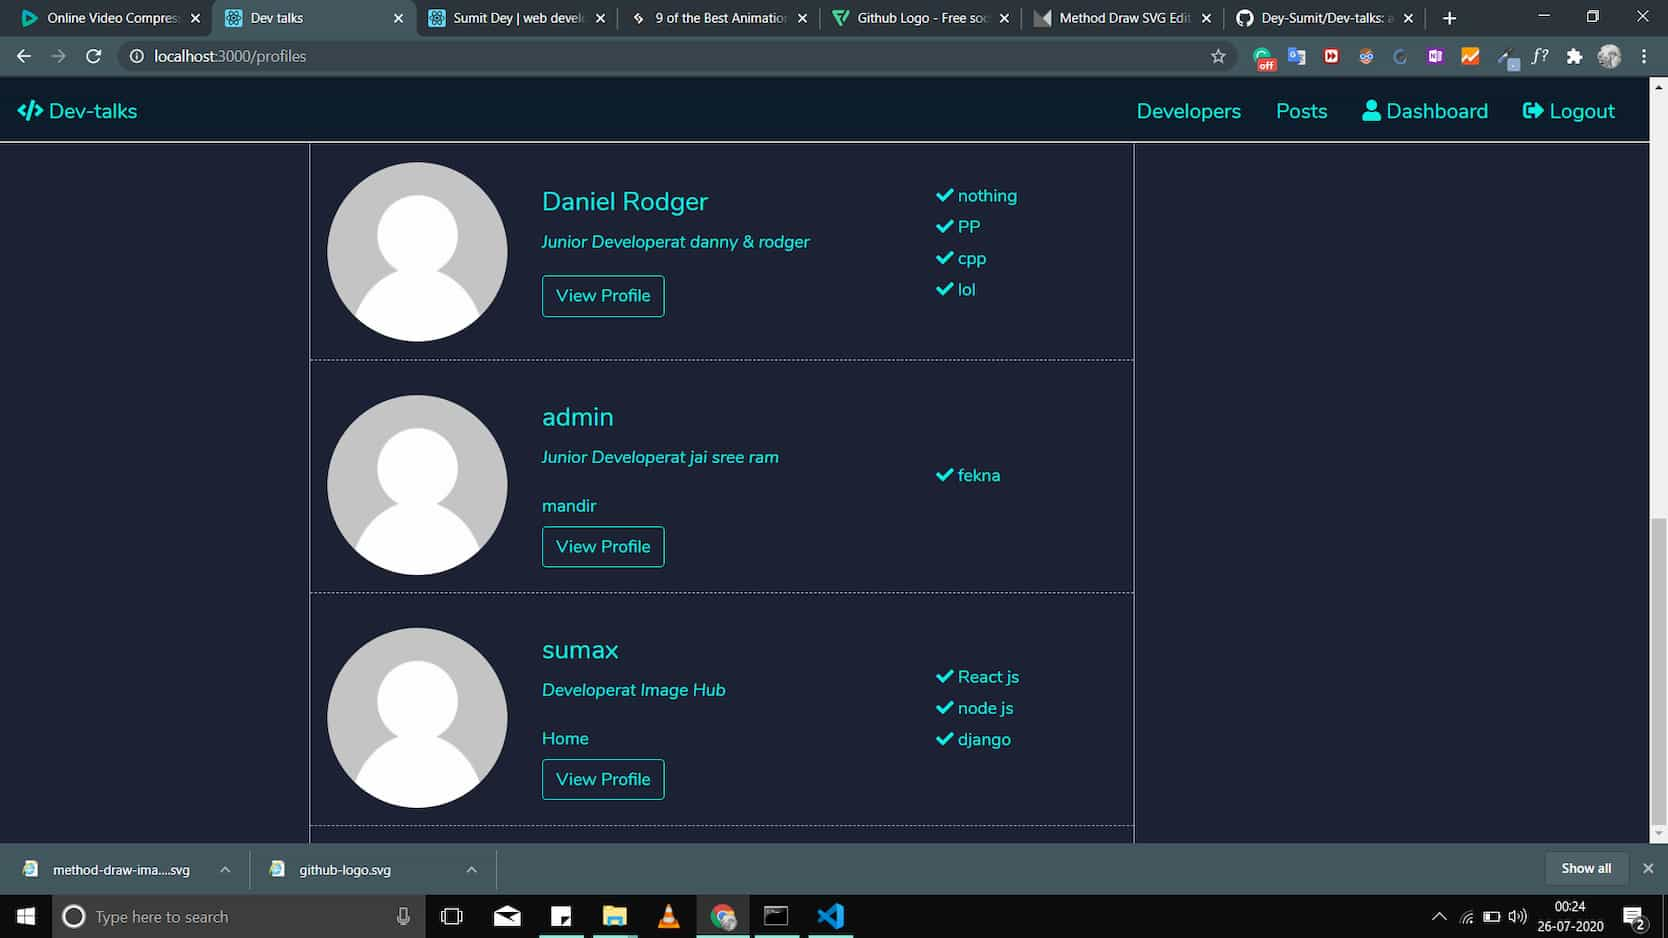 Online Video Compres
Dev talks
Sumit Dey | web devel
9 of the Best Animation
Github Logo - Free soc
Method Draw SVG Edit
Dey-Sumit/Dev-talks: a
localhost:3000/profiles
off
f?
Dev-talks
Developers
Posts
Dashboard
Logout
Daniel Rodger
Junior Developerat danny & rodger
View Profile
nothing
PP
cpp
lol
admin
Junior Developerat jai sree ram
mandir
View Profile
fekna
sumax
Developerat Image Hub
Home
View Profile
React js
node js
django
method-draw-ima....svg
github-logo.svg
Show all
Type here to search
00:24
26-07-2020
2